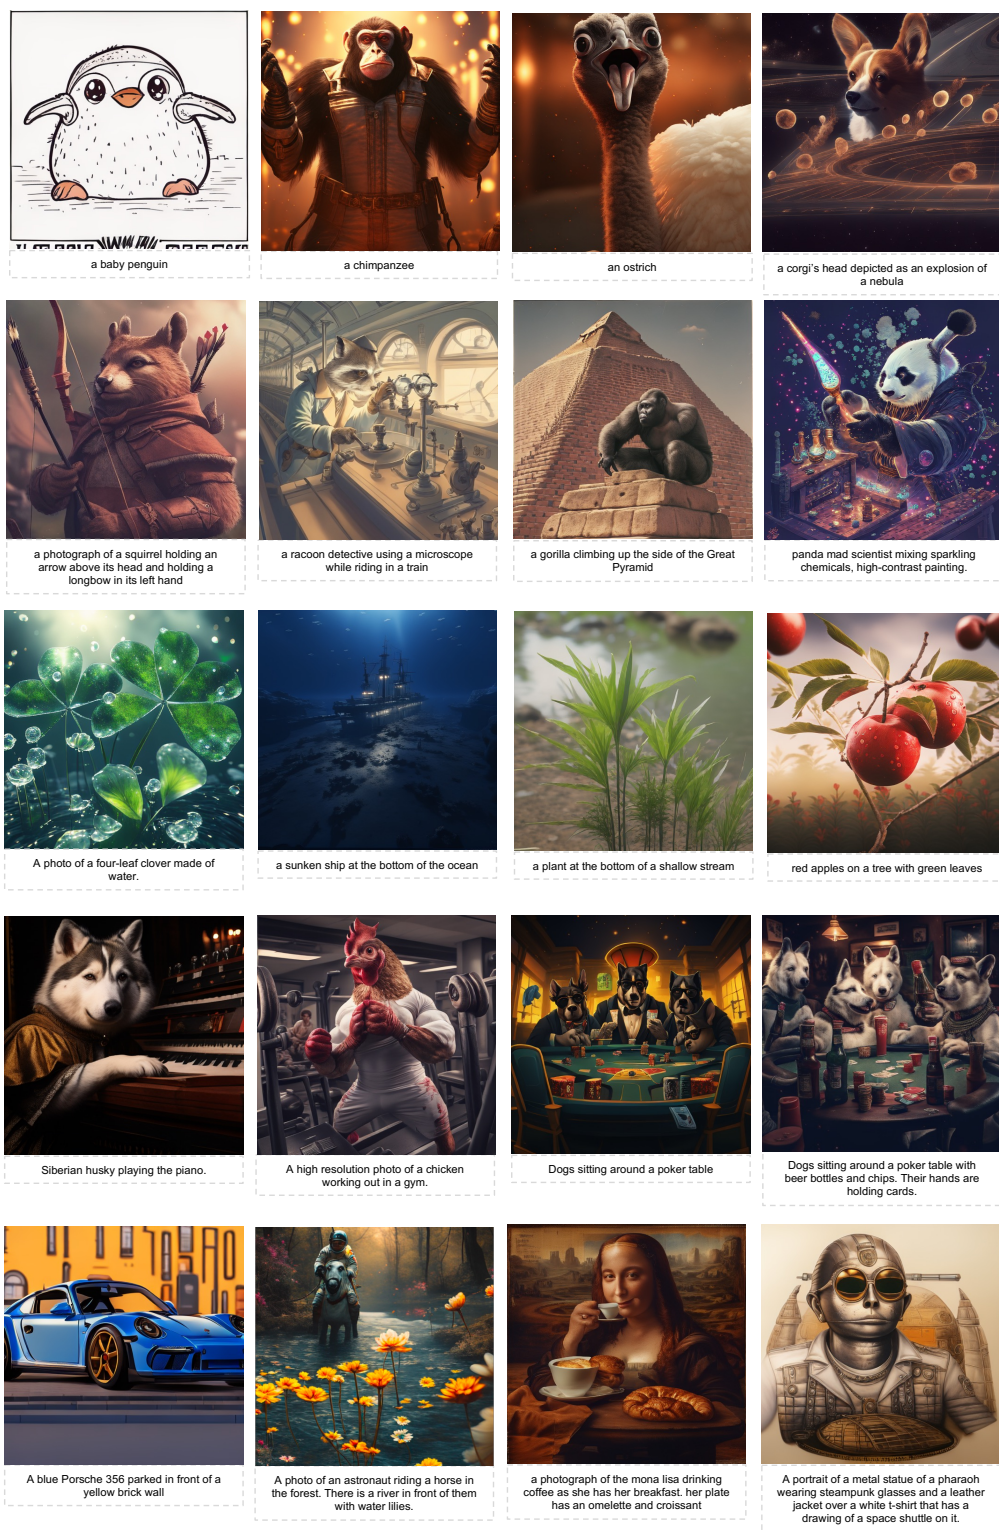 a baby penguin
a chimpanzee
an ostrich
a corgi's head depicted as an explosion of
a nebula
a photograph of a squirrel holding an
arrow above its head and holding a
longbow in its left hand
a racoon detective using a microscope
while riding in a train
a gorilla climbing up the side of the Great
Pyramid
panda mad scientist mixing sparkling
chemicals, high-contrast painting.
A photo of a four-leaf clover made of
water.
a sunken ship at the bottom of the ocean
a plant at the bottom of a shallow stream
red apples on a tree with green leaves
Siberian husky playing the piano.
A high resolution photo of a chicken
working out in a gym.
Dogs sitting around a poker table
Dogs sitting around a poker table with
beer bottles and chips. Their hands are
holding cards.
A blue Porsche 356 parked in front of a
yellow brick wall
A photo of an astronaut riding a horse in
the forest. There is a river in front of them
with water lilies.
a photograph of the mona lisa drinking
coffee as she has her breakfast. her plate
has an omelette and croissant
A portrait of a metal statue of a pharaoh
wearing steampunk glasses and a leather
jacket over a white t-shirt that has a
drawing of a space shuttle on it.